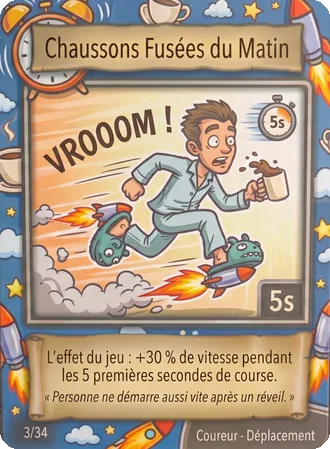 Chaussons Fusées du Matin
VROOOM !
5s
5s
L'effet du jeu : +30 % de vitesse pendant
les 5 premières secondes de course.
« Personne ne démarre aussi vite après un réveil. »
3/34
Coureur - Déplacement